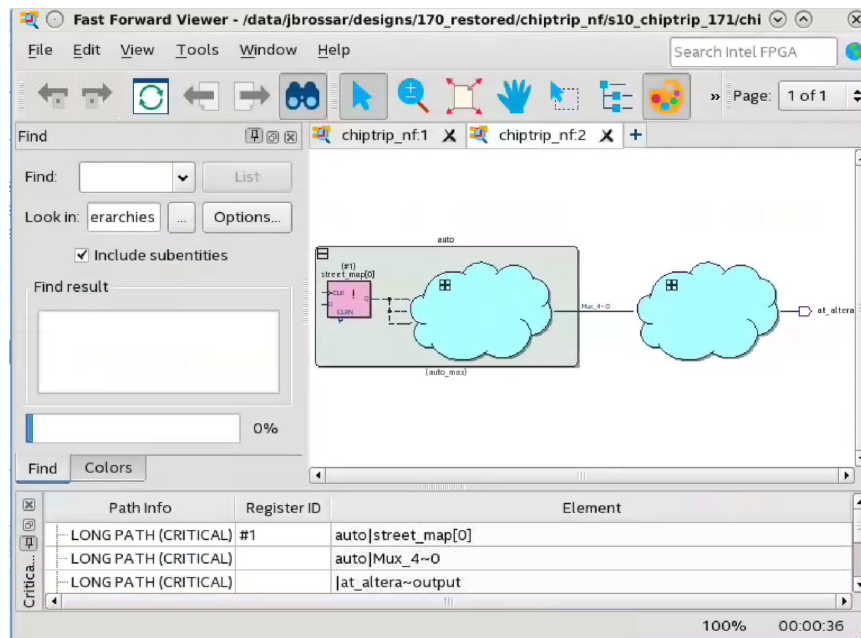 Fast Forward Viewer - /data/jbrossar/designs/170_restored/chiptrip_nf/s10_chiptrip_171/chi
File Edit View Tools Window Help
Search Intel FPGA
» Page: 1 of 1
Find
chiptrip_nf:1
chiptrip_nf:2
Find:
List
Look in: erarchies ... Options...
Include subentities
Find result
0%
Find Colors
auto
(#1)
street_map[0]
CLK
D
Q
CLRN
(auto_max)
Mux_4~0
at_altera
Path Info Register ID Element
LONG PATH (CRITICAL) #1 auto|street_map[0]
LONG PATH (CRITICAL) auto|Mux_4~0
LONG PATH (CRITICAL) |at_altera~output
Critica...
100% 00:00:36